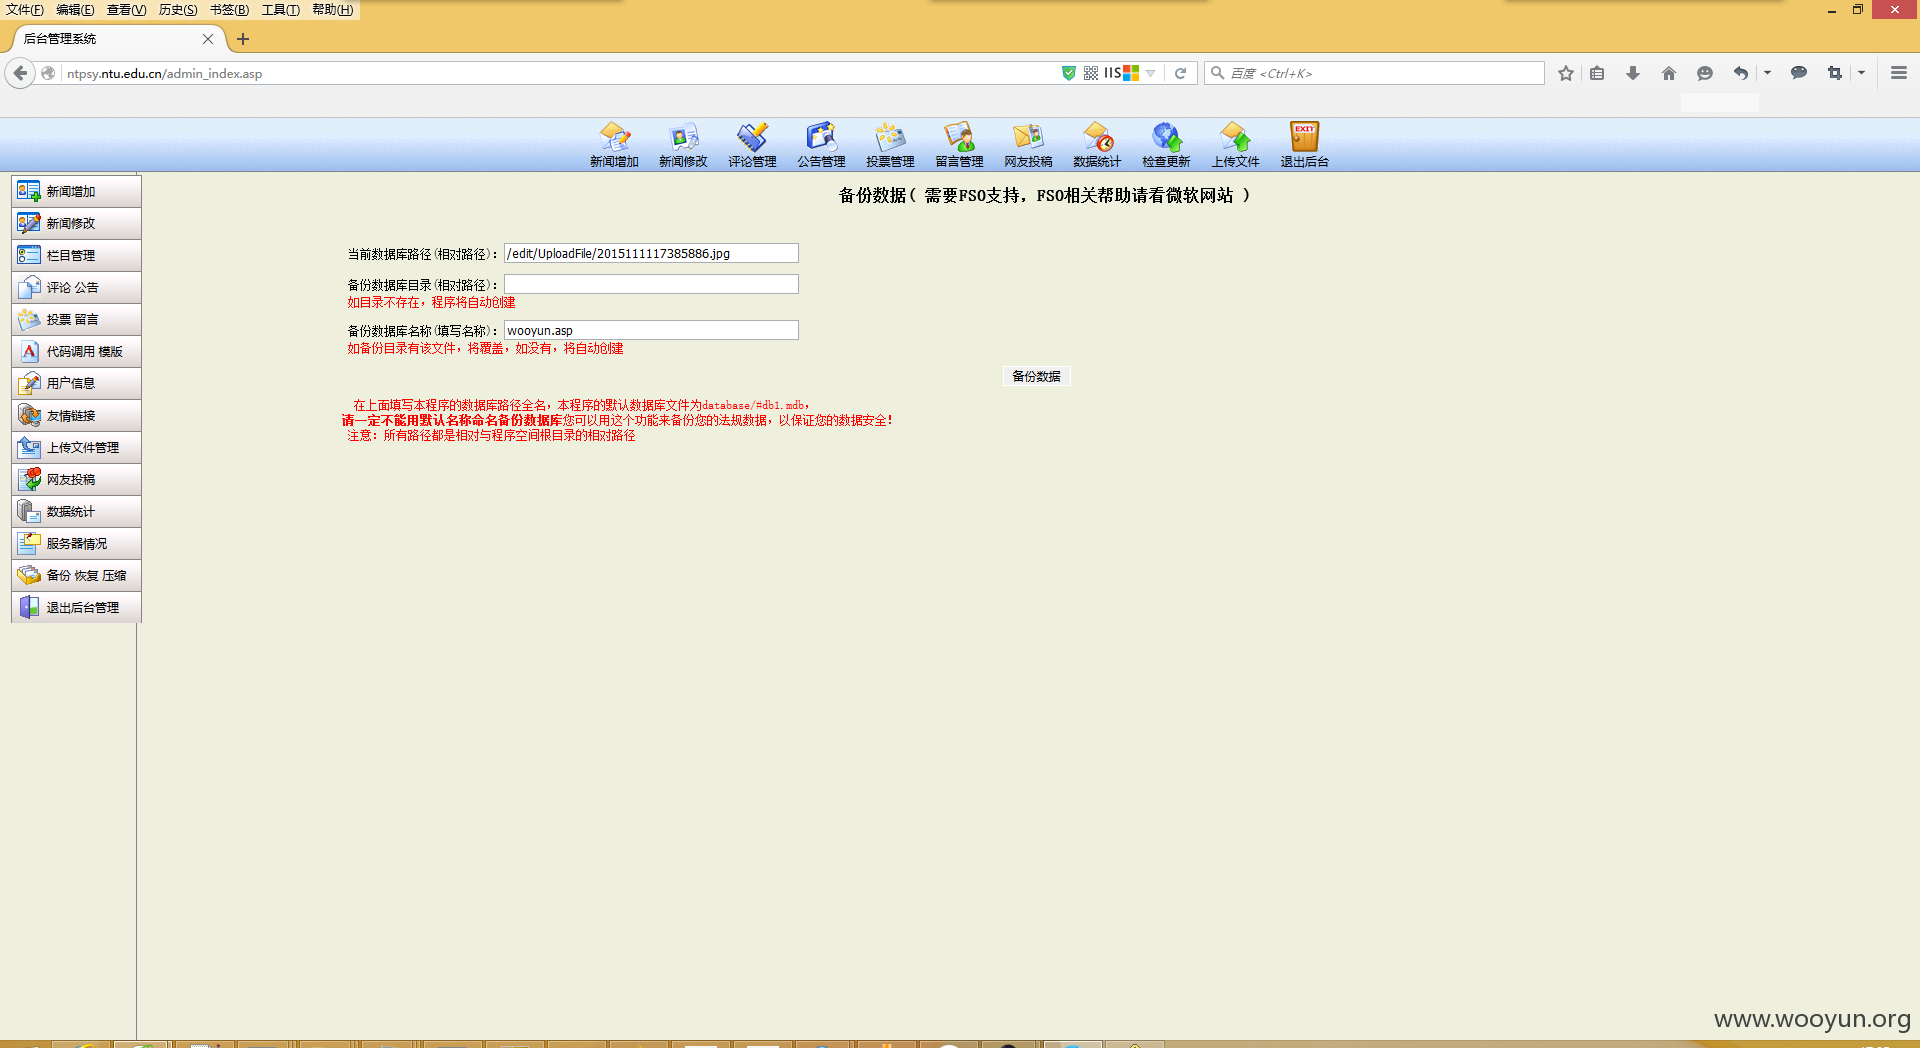 文件(F) 编辑(E) 查看(V) 历史(S) 书签(B) 工具(T) 帮助(H)
后台管理系统
ntpsy.ntu.edu.cn/admin_index.asp
IIS
百度 <Ctrl+K>
新闻增加 新闻修改 评论管理 公告管理 投票管理 留言管理 网友投稿 数据统计 检查更新 上传文件 退出后台
EXIT
新闻增加
新闻修改
栏目管理
评论 公告
投票 留言
代码调用 模版
用户信息
友情链接
上传文件管理
网友投稿
数据统计
服务器情况
备份 恢复 压缩
退出后台管理
备份数据( 需要FSO支持，FSO相关帮助请看微软网站 )
当前数据库路径(相对路径)： /edit/UploadFile/2015111117385886.jpg
备份数据库目录(相对路径)：
如目录不存在，程序将自动创建
备份数据库名称(填写名称)： wooyun.asp
如备份目录有该文件，将覆盖，如没有，将自动创建
备份数据
在上面填写本程序的数据库路径全名，本程序的默认数据库文件为database/#db1.mdb，
请一定不能用默认名称命名备份数据库您可以用这个功能来备份您的法规数据，以保证您的数据安全！
注意：所有路径都是相对与程序空间根目录的相对路径
www.wooyun.org